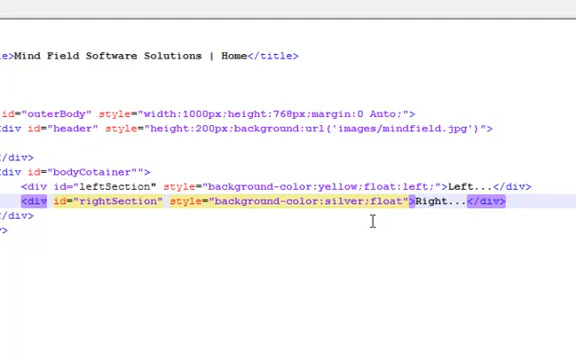 le>Mind Field Software Solutions | Home</title>
id="outerBody" style="width:1000px;height:768px;margin:0 Auto;">
div id="header" style="height:200px;background:url('images/mindfield.jpg')">
/div>
div id="bodyCotainer"">
<div id="leftSection" style="background-color:yellow;float:left;">Left...</div>
<div id="rightSection" style="background-color:silver;float">Right...</div>
/div>
>